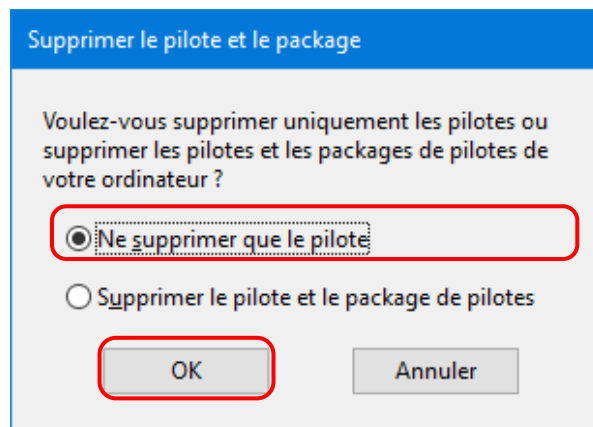 Supprimer le pilote et le package
Voulez-vous supprimer uniquement les pilotes ou
supprimer les pilotes et les packages de pilotes de
votre ordinateur ?
Ne supprimer que le pilote
Supprimer le pilote et le package de pilotes
OK Annuler